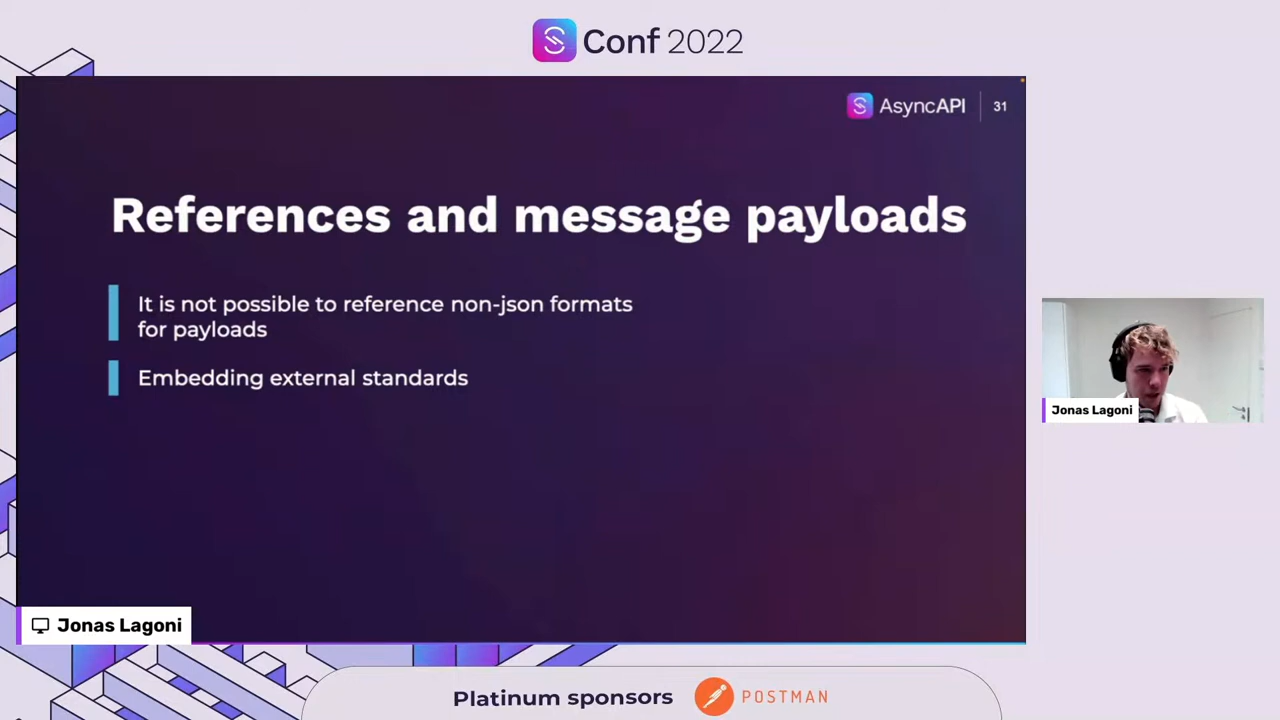 Conf 2022
AsyncAPI 31
References and message payloads
It is not possible to reference non-json formats
for payloads
Embedding external standards
Jonas Lagoni
Jonas Lagoni
Platinum sponsors POSTMAN